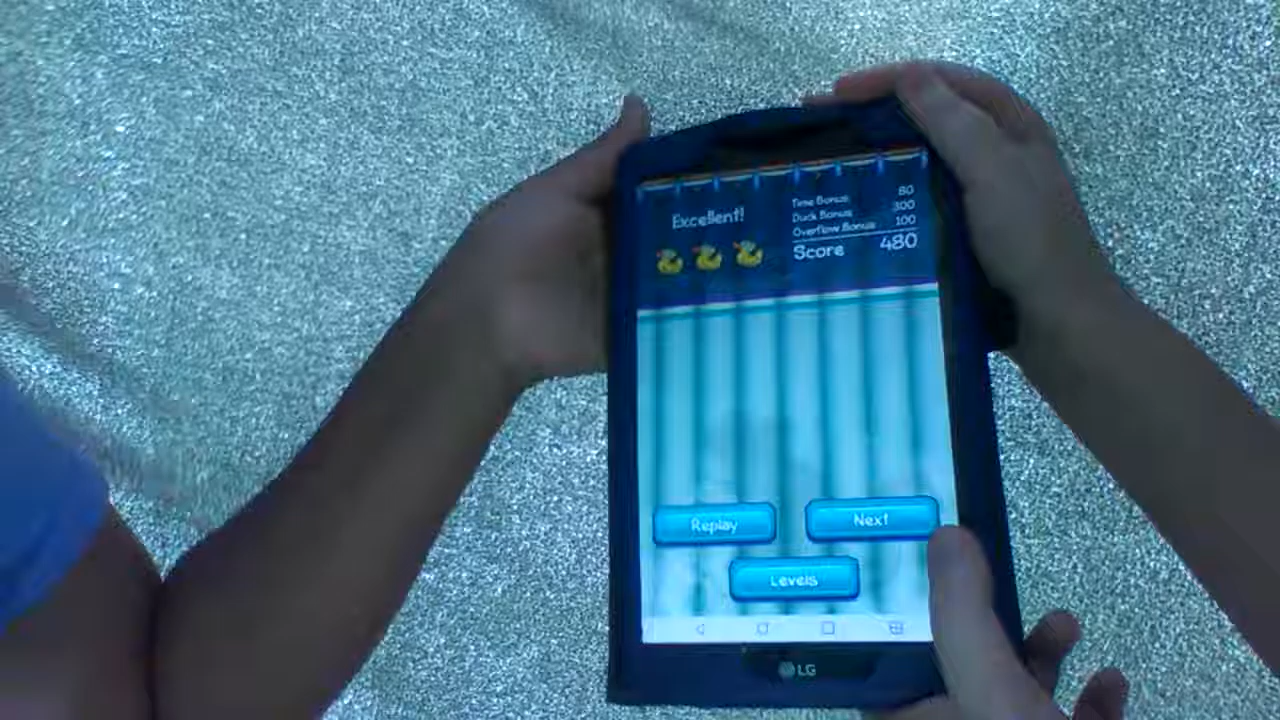 Excellent!
Time Bonus 80
Duck Bonus 300
Overflow Bonus 100
Score 480
Replay
Next
Levels
LG